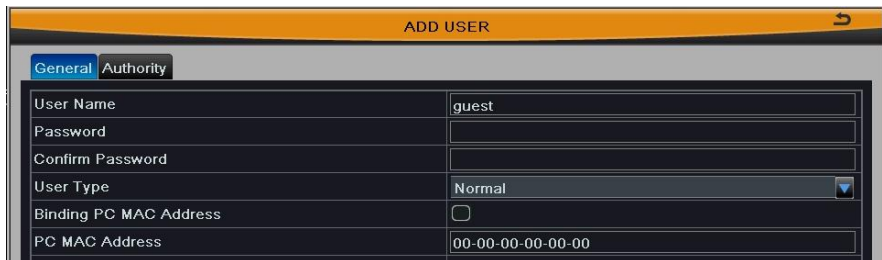 ADD USER
General Authority
User Name guest
Password
Confirm Password
User Type Normal
Binding PC MAC Address
PC MAC Address 00-00-00-00-00-00